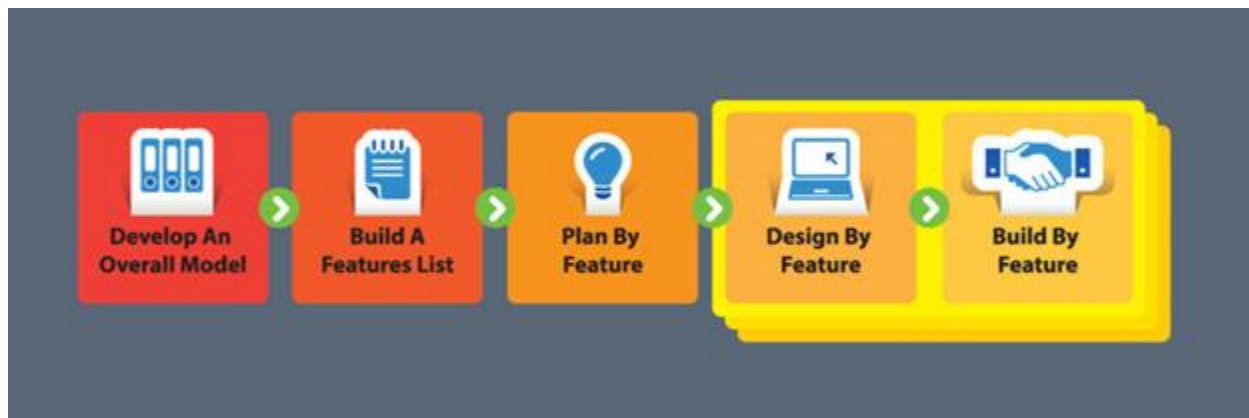 Develop An
Overall Model
Build A
Features List
Plan By
Feature
Design By
Feature
Build By
Feature